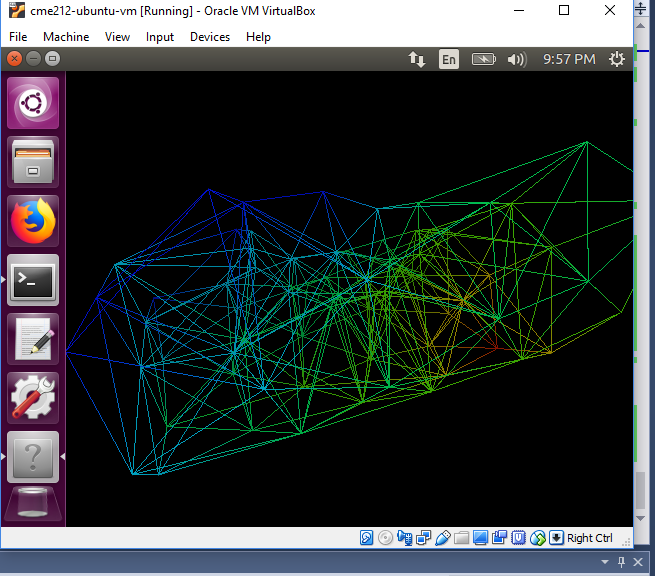 cme212-ubuntu-vm [Running] - Oracle VM VirtualBox
File Machine View Input Devices Help
En 9:57 PM
>_
?
Right Ctrl